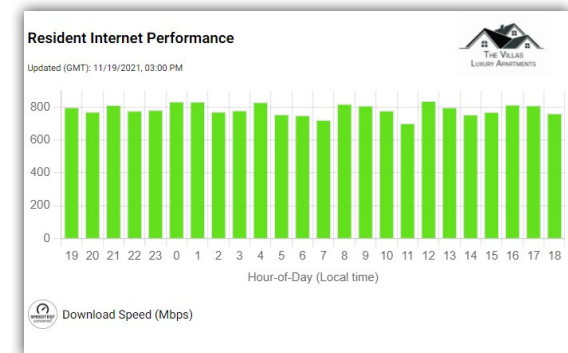 Resident Internet Performance
THE VILLAS
LUXURY APARTMENTS
Updated (GMT): 11/19/2021, 03:00 PM
800
600
400
200
0
19 20 21 22 23 0 1 2 3 4 5 6 7 8 9 10 11 12 13 14 15 16 17 18
Hour-of-Day (Local time)
SPEEDTEST
Download Speed (Mbps)